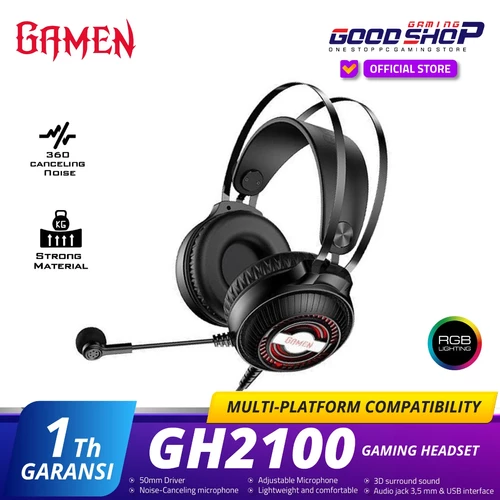 GAMEN
GAMING
GOODSHOP
ONE STOP PC GAMING STORE
OFFICIAL STORE
360
CANCELING
NOISE
KG
STRONG
MATERIAL
GAMEN
RGB
LIGHTING
MULTI-PLATFORM COMPATIBILITY
1 Th
GARANSI
GH2100 GAMING HEADSET
• 50mm Driver
• Noise-Canceling microphone
• Adjustable Microphone
• Lightweight and comfortable
• 3D surround sound
• Audio jack 3,5 mm & USB interface